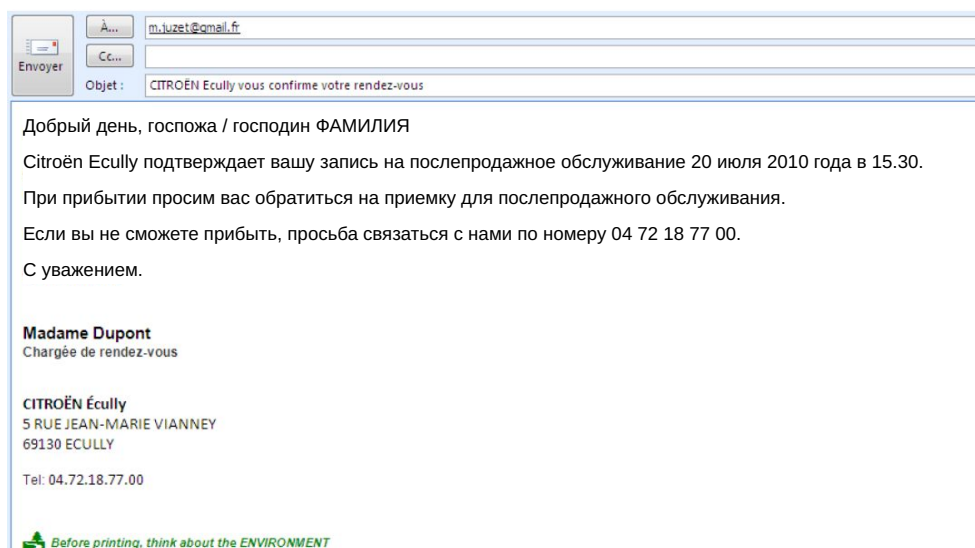 À...
m.juzet@gmail.fr
Envoyer
Cc...
Objet :
CITROËN Ecully vous confirme votre rendez-vous
Добрый день, госпожа / господин ФАМИЛИЯ
Citroën Ecully подтверждает вашу запись на послепродажное обслуживание 20 июля 2010 года в 15.30.
При прибытии просим вас обратиться на приемку для послепродажного обслуживания.
Если вы не сможете прибыть, просьба связаться с нами по номеру 04 72 18 77 00.
С уважением.
Madame Dupont
Chargée de rendez-vous
CITROËN Écully
5 RUE JEAN-MARIE VIANNEY
69130 ECULLY
Tel: 04.72.18.77.00
Before printing, think about the ENVIRONMENT